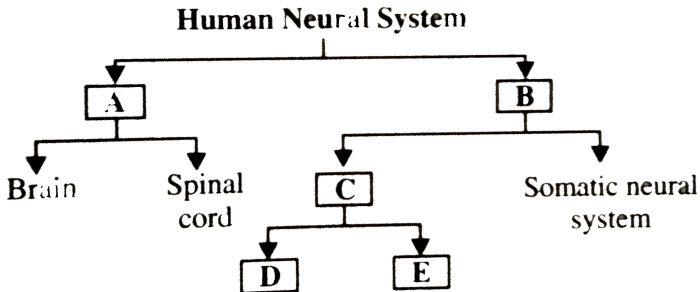 Human Neural System
A
B
Brain
Spinal
cord
C
Somatic neural
system
D
E